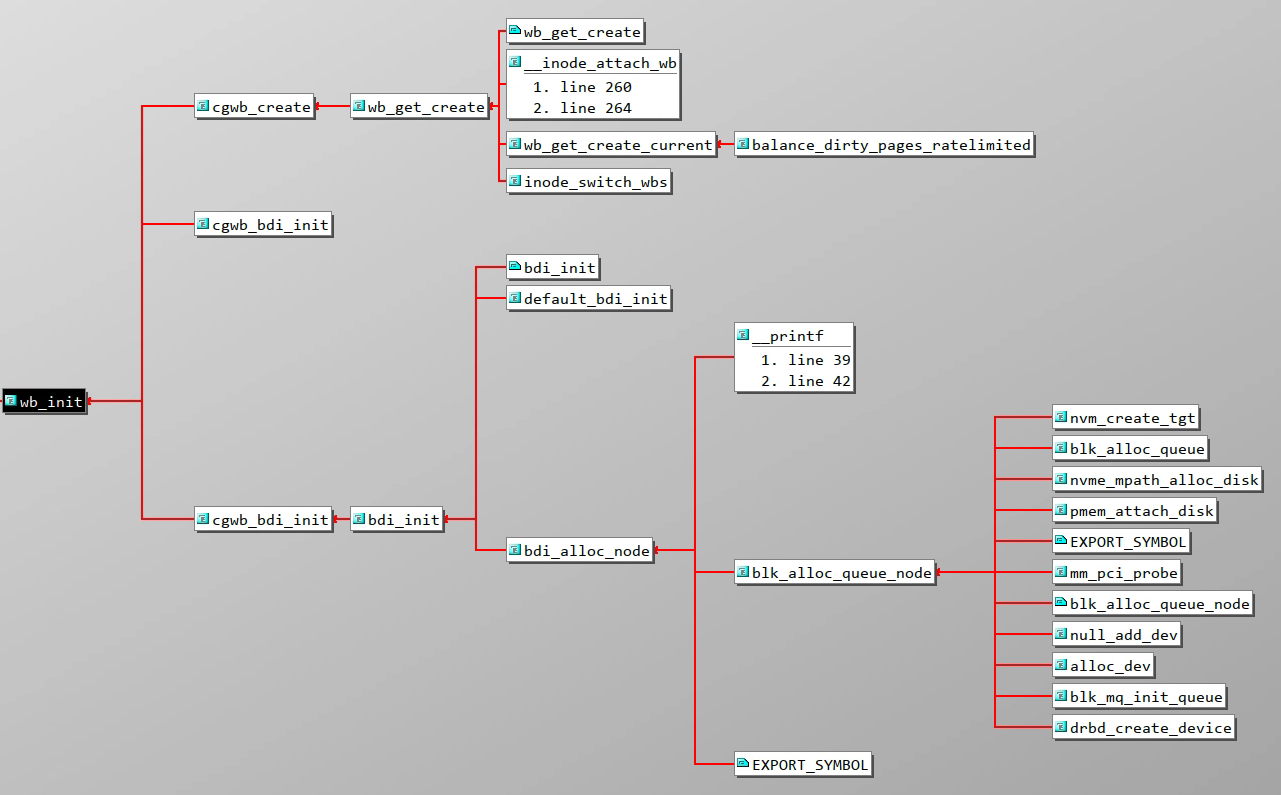 wb_get_create
__inode_attach_wb
1. line 260
2. line 264
cgwb_create
wb_get_create
wb_get_create_current
balance_dirty_pages_ratelimited
inode_switch_wbs
cgwb_bdi_init
bdi_init
default_bdi_init
__printf
1. line 39
2. line 42
wb_init
nvm_create_tgt
blk_alloc_queue
nvme_mpath_alloc_disk
pmem_attach_disk
cgwb_bdi_init
bdi_init
EXPORT_SYMBOL
bdi_alloc_node
blk_alloc_queue_node
mm_pci_probe
blk_alloc_queue_node
null_add_dev
alloc_dev
blk_mq_init_queue
drbd_create_device
EXPORT_SYMBOL